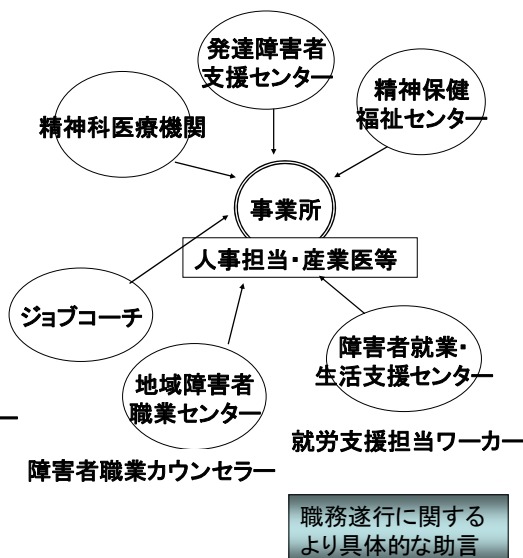 発達障害者
支援センター
精神保健
福祉センター
精神科医療機関
事業所
人事担当・産業医等
ジョブコーチ
障害者就業・
生活支援センター
地域障害者
職業センター
就労支援担当ワーカー
障害者職業カウンセラー
職務遂行に関する
より具体的な助言